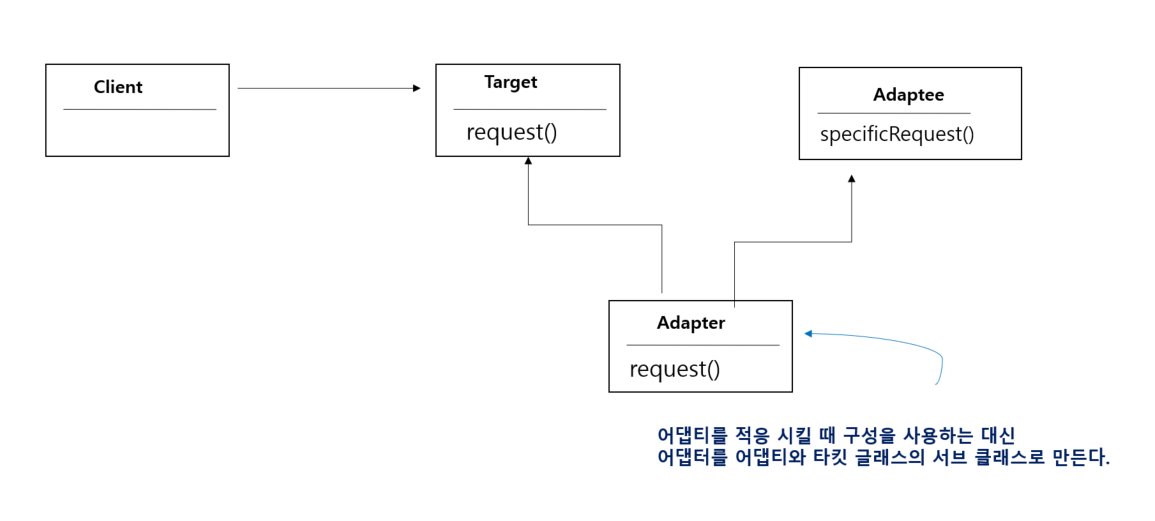 Client
Target
request()
Adaptee
specificRequest()
Adapter
request()
어댑티를 적응 시킬 때 구성을 사용하는 대신
어댑터를 어댑티와 타킷 글래스의 서브 클래스로 만든다.